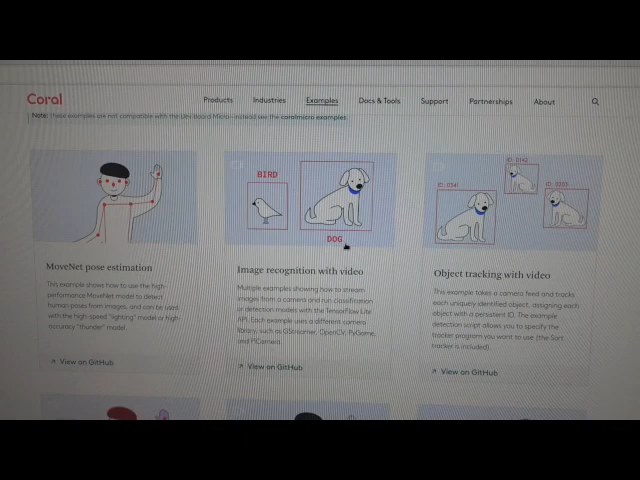 Coral
Products Industries Examples Docs & Tools Support Partnerships About
Note: These examples are not compatible with the Dev Board Micro—instead see the coralmicro examples.
BIRD
DOG
ID: 0341
ID: 0142
ID: 0203
MoveNet pose estimation
This example shows how to use the high-
performance MoveNet model to detect
human poses from images, and can be used
with the high-speed "lighting" model or high-
accuracy "thunder" model.
View on GitHub
Image recognition with video
Multiple examples showing how to stream
images from a camera and run classification
or detection models with the TensorFlow Lite
API. Each example uses a different camera
library, such as GStreamer, OpenCV, PyGame,
and PiCamera.
View on GitHub
Object tracking with video
This example takes a camera feed and tracks
each uniquely identified object, assigning each
object with a persistent ID. The example
detection script allows you to specify the
tracker program you want to use (the Sort
tracker is included).
View on GitHub